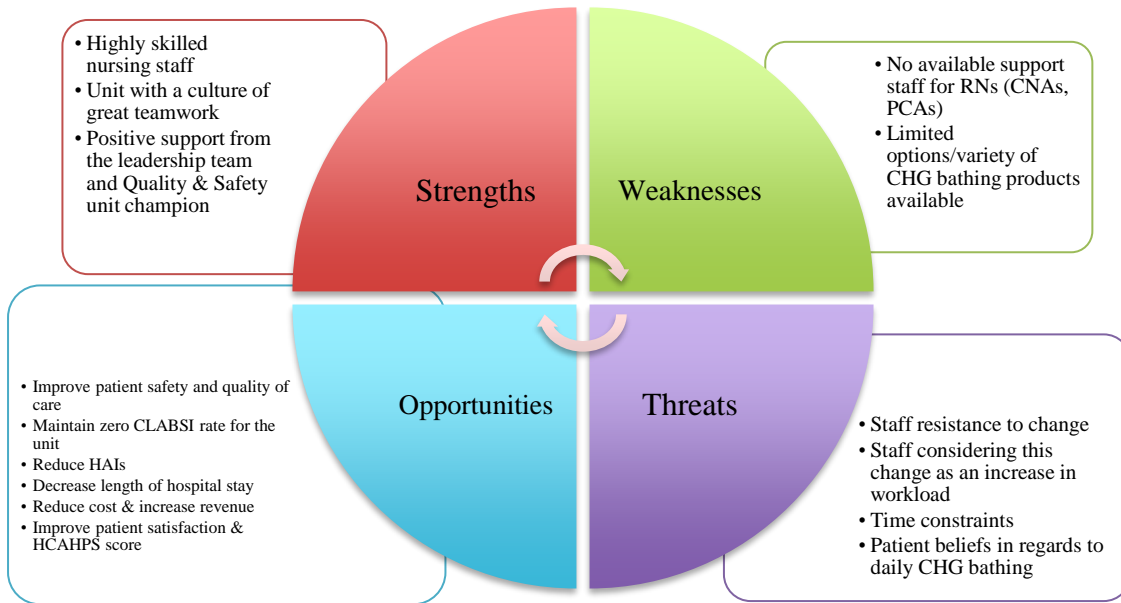 • Highly skilled
nursing staff
• Unit with a culture of
great teamwork
• Positive support from
the leadership team
and Quality & Safety
unit champion
Strengths
Weaknesses
• No available support
staff for RNs (CNAs,
PCAs)
• Limited
options/variety of
CHG bathing products
available
• Improve patient safety and quality of
care
• Maintain zero CLABSI rate for the
unit
• Reduce HAIs
• Decrease length of hospital stay
• Reduce cost & increase revenue
• Improve patient satisfaction &
HCAHPS score
Opportunities
Threats
• Staff resistance to change
• Staff considering this
change as an increase in
workload
• Time constraints
• Patient beliefs in regards to
daily CHG bathing